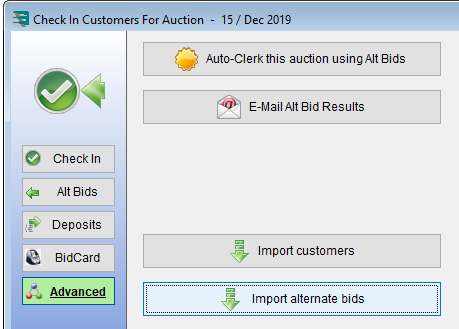 Check In Customers For Auction - 15 / Dec 2019
Auto-Clerk this auction using Alt Bids
E-Mail Alt Bid Results
Check In
Alt Bids
Deposits
BidCard
Advanced
Import customers
Import alternate bids